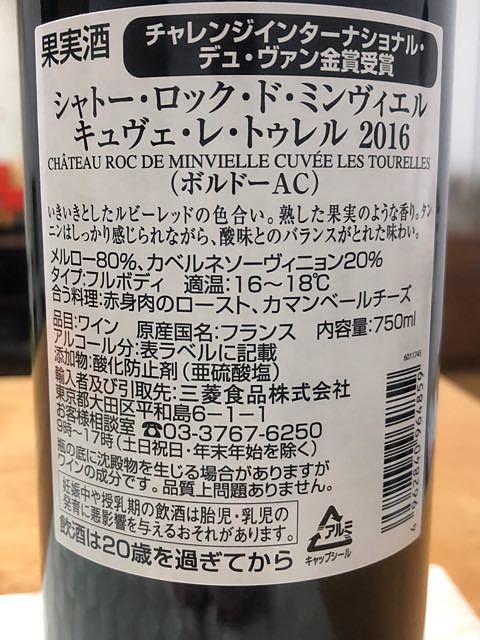 果実酒
チャレンジインターナショナル・
デュ・ヴァン金賞受賞
シャトー・ロック・ド・ミンヴィエル
キュヴェ・レ・トゥレル 2016
CHÂTEAU ROC DE MINVIELLE CUVÉE LES TOURELLES
（ボルドーAC）
いきいきとしたルビーレッドの色合い。熟した果実のような香り。タン
ニンはしっかり感じられながら、酸味とのバランスがとれた味わい。
メルロー80%、カベルネソーヴィニョン20%
タイプ:フルボディ 適温:16～18℃
合う料理:赤身肉のロースト、カマンベールチーズ
品目:ワイン 原産国名:フランス 内容量:750ml
アルコール分:表ラベルに記載
添加物:酸化防止剤（亜硫酸塩）
輸入者及び引取先:三菱食品株式会社
東京都大田区平和島6-1-1
お客様相談室 ☎03-3767-6250
9時～17時（土日祝日・年末年始を除く）
瓶の底に沈殿物を生じる場合がありますが
ワインの成分です。品質上問題ありません。
妊娠中や授乳期の飲酒は胎児・乳児の
発育に悪影響を与えるおそれがあります。
飲酒は20歳を過ぎてから
アルミ
キャップシール
6011745
4 962840 964859